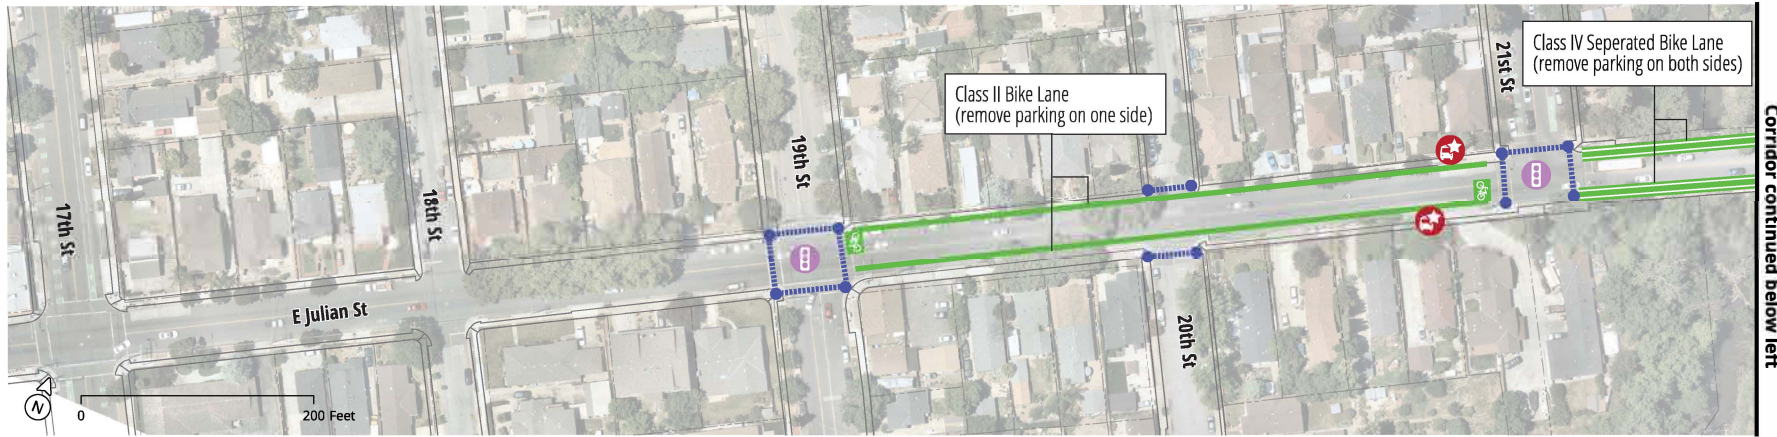 Class IV Seperated Bike Lane
(remove parking on both sides)
21st St
Class II Bike Lane
(remove parking on one side)
19th St
18th St
17th St
E Julian St
20th St
N
0
200 Feet
Corridor continued below left